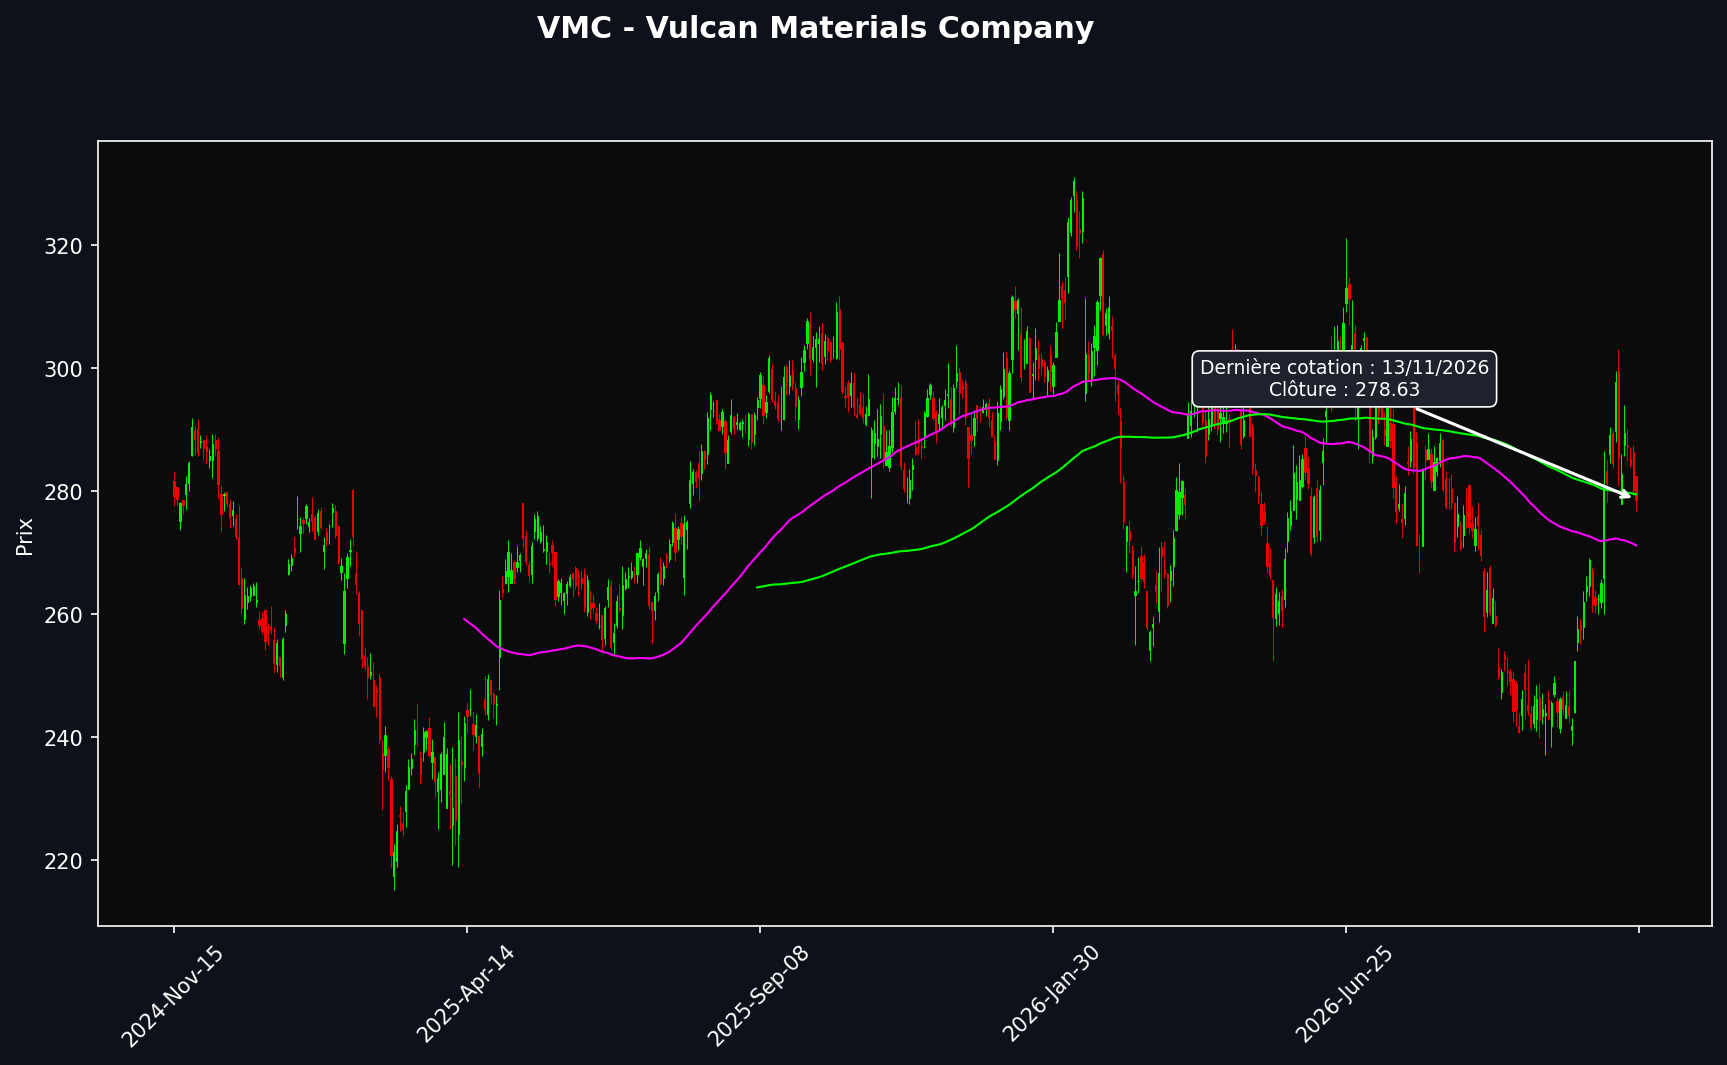 VMC - Vulcan Materials Company
Prix
320
300
280
260
240
220
Dernière cotation : 13/11/2026
Clôture : 278.63
2024-Nov-15
2025-Apr-14
2025-Sep-08
2026-Jan-30
2026-Jun-25